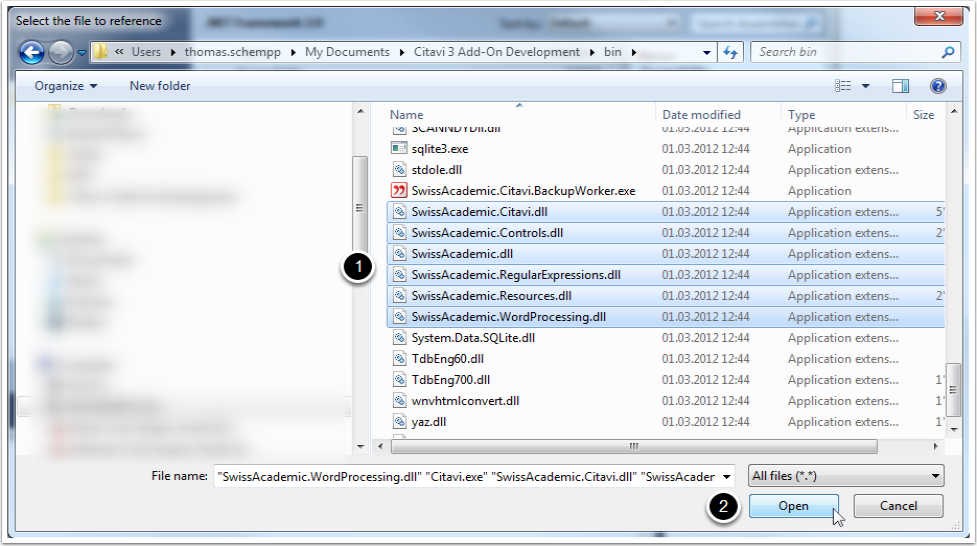 Select the file to reference
.NET Framework 2.0
Sort by: Default
« Users ▸ thomas.schempp ▸ My Documents ▸ Citavi 3 Add-On Development ▸ bin ▸
Search bin
Organize
New folder
Name Date modified Type Size
SCANNDYDll.dll 01.03.2012 12:44 Application extens...
sqlite3.exe 01.03.2012 12:44 Application
stdole.dll 01.03.2012 12:44 Application extens...
SwissAcademic.Citavi.BackupWorker.exe 01.03.2012 12:44 Application
SwissAcademic.Citavi.dll 01.03.2012 12:44 Application extens... 5
SwissAcademic.Controls.dll 01.03.2012 12:44 Application extens... 2
SwissAcademic.dll 01.03.2012 12:44 Application extens...
SwissAcademic.RegularExpressions.dll 01.03.2012 12:44 Application extens...
SwissAcademic.Resources.dll 01.03.2012 12:44 Application extens... 2
SwissAcademic.WordProcessing.dll 01.03.2012 12:44 Application extens...
System.Data.SQLite.dll 01.03.2012 12:44 Application extens...
TdbEng60.dll 01.03.2012 12:44 Application extens...
TdbEng700.dll 01.03.2012 12:44 Application extens... 1
wnvhtmlconvert.dll 01.03.2012 12:44 Application extens... 1
yaz.dll 01.03.2012 12:44 Application extens... 1
1
File name: "SwissAcademic.WordProcessing.dll" "Citavi.exe" "SwissAcademic.Citavi.dll" "SwissAcader
All files (*.*)
2
Open
Cancel